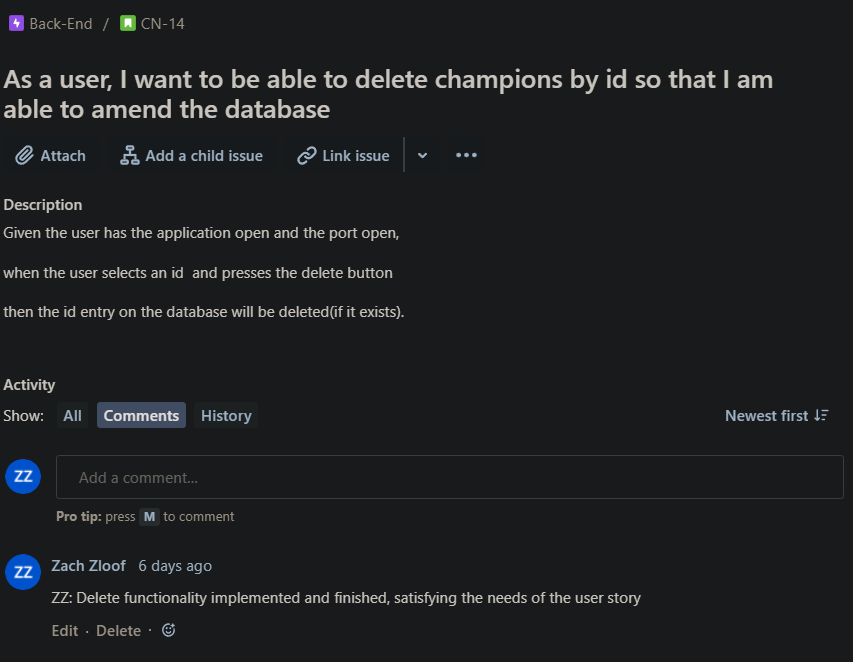 Back-End / CN-14
As a user, I want to be able to delete champions by id so that I am
able to amend the database
Attach Add a child issue Link issue
Description
Given the user has the application open and the port open,
when the user selects an id  and presses the delete button
then the id entry on the database will be deleted(if it exists).
Activity
Show: All Comments History Newest first
ZZ Add a comment...
Pro tip: press M to comment
ZZ Zach Zloof 6 days ago
ZZ: Delete functionality implemented and finished, satisfying the needs of the user story
Edit · Delete ·